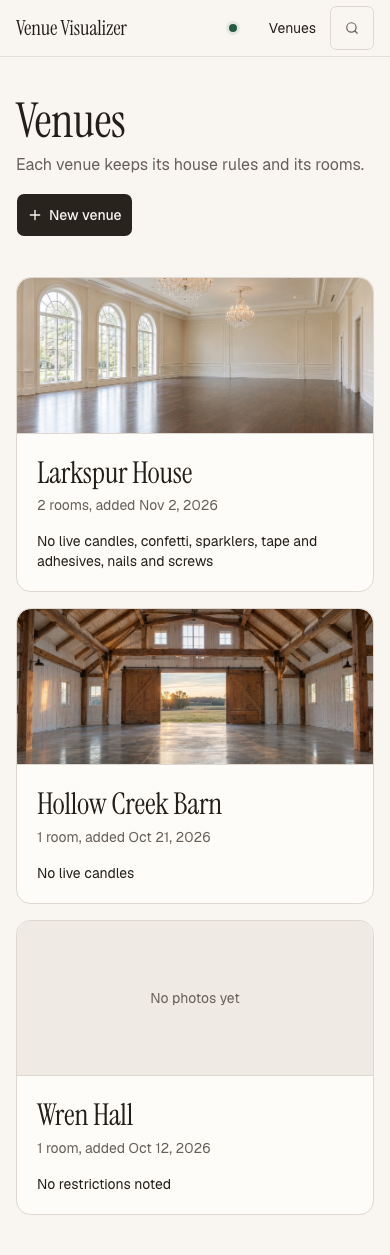 Venue Visualizer
Venues
Venues
Each venue keeps its house rules and its rooms.
+ New venue
Larkspur House
2 rooms, added Nov 2, 2026
No live candles, confetti, sparklers, tape and
adhesives, nails and screws
Hollow Creek Barn
1 room, added Oct 21, 2026
No live candles
No photos yet
Wren Hall
1 room, added Oct 12, 2026
No restrictions noted